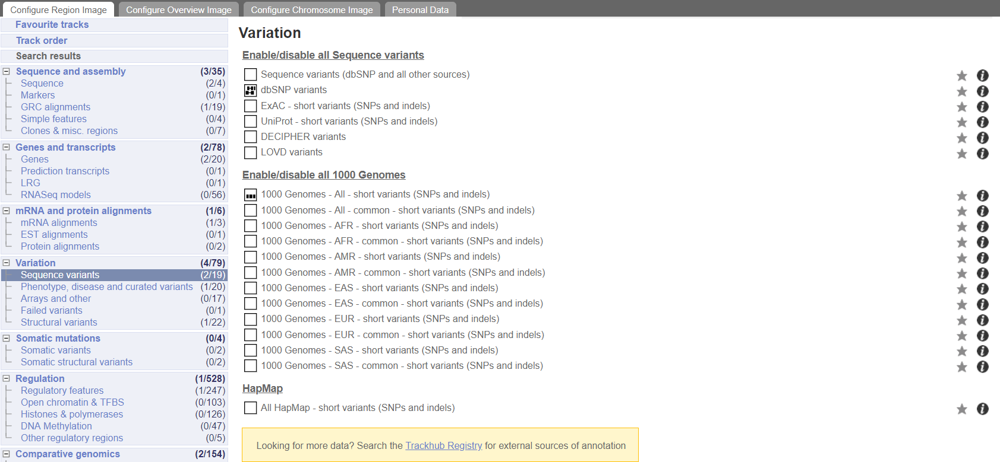 Configure Region Image Configure Overview Image Configure Chromosome Image Personal Data
Favourite tracks
Track order
Search results
Sequence and assembly (3/35)
Sequence (2/4)
Markers (0/1)
GRC alignments (1/19)
Simple features (0/4)
Clones & misc. regions (0/7)
Genes and transcripts (2/78)
Genes (2/20)
Prediction transcripts (0/1)
LRG (0/1)
RNASeq models (0/56)
mRNA and protein alignments (1/6)
mRNA alignments (1/3)
EST alignments (0/1)
Protein alignments (0/2)
Variation (4/79)
Sequence variants (2/19)
Phenotype, disease and curated variants (1/20)
Arrays and other (0/17)
Failed variants (0/1)
Structural variants (1/22)
Somatic mutations (0/4)
Somatic variants (0/2)
Somatic structural variants (0/2)
Regulation (1/528)
Regulatory features (1/247)
Open chromatin & TFBS (0/103)
Histones & polymerases (0/126)
DNA Methylation (0/47)
Other regulatory regions (0/5)
Comparative genomics (2/154)
Variation
Enable/disable all Sequence variants
Sequence variants (dbSNP and all other sources)
dbSNP variants
ExAC - short variants (SNPs and indels)
UniProt - short variants (SNPs and indels)
DECIPHER variants
LOVD variants
Enable/disable all 1000 Genomes
1000 Genomes - All - short variants (SNPs and indels)
1000 Genomes - All - common - short variants (SNPs and indels)
1000 Genomes - AFR - short variants (SNPs and indels)
1000 Genomes - AFR - common - short variants (SNPs and indels)
1000 Genomes - AMR - short variants (SNPs and indels)
1000 Genomes - AMR - common - short variants (SNPs and indels)
1000 Genomes - EAS - short variants (SNPs and indels)
1000 Genomes - EAS - common - short variants (SNPs and indels)
1000 Genomes - EUR - short variants (SNPs and indels)
1000 Genomes - EUR - common - short variants (SNPs and indels)
1000 Genomes - SAS - short variants (SNPs and indels)
1000 Genomes - SAS - common - short variants (SNPs and indels)
HapMap
All HapMap - short variants (SNPs and indels)
Looking for more data? Search the Trackhub Registry for external sources of annotation